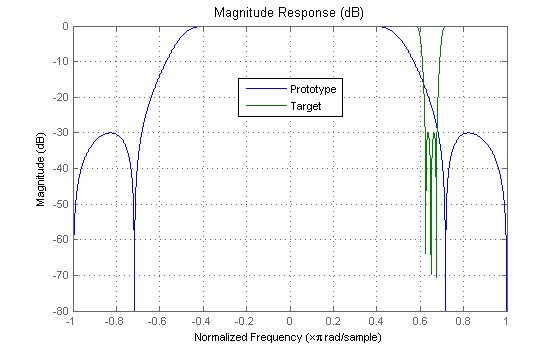 Magnitude Response (dB)
0
-10
-20
-30
-40
-50
-60
-70
-80
Magnitude (dB)
Prototype
Target
-1 -0.8 -0.6 -0.4 -0.2 0 0.2 0.4 0.6 0.8 1
Normalized Frequency (×π rad/sample)